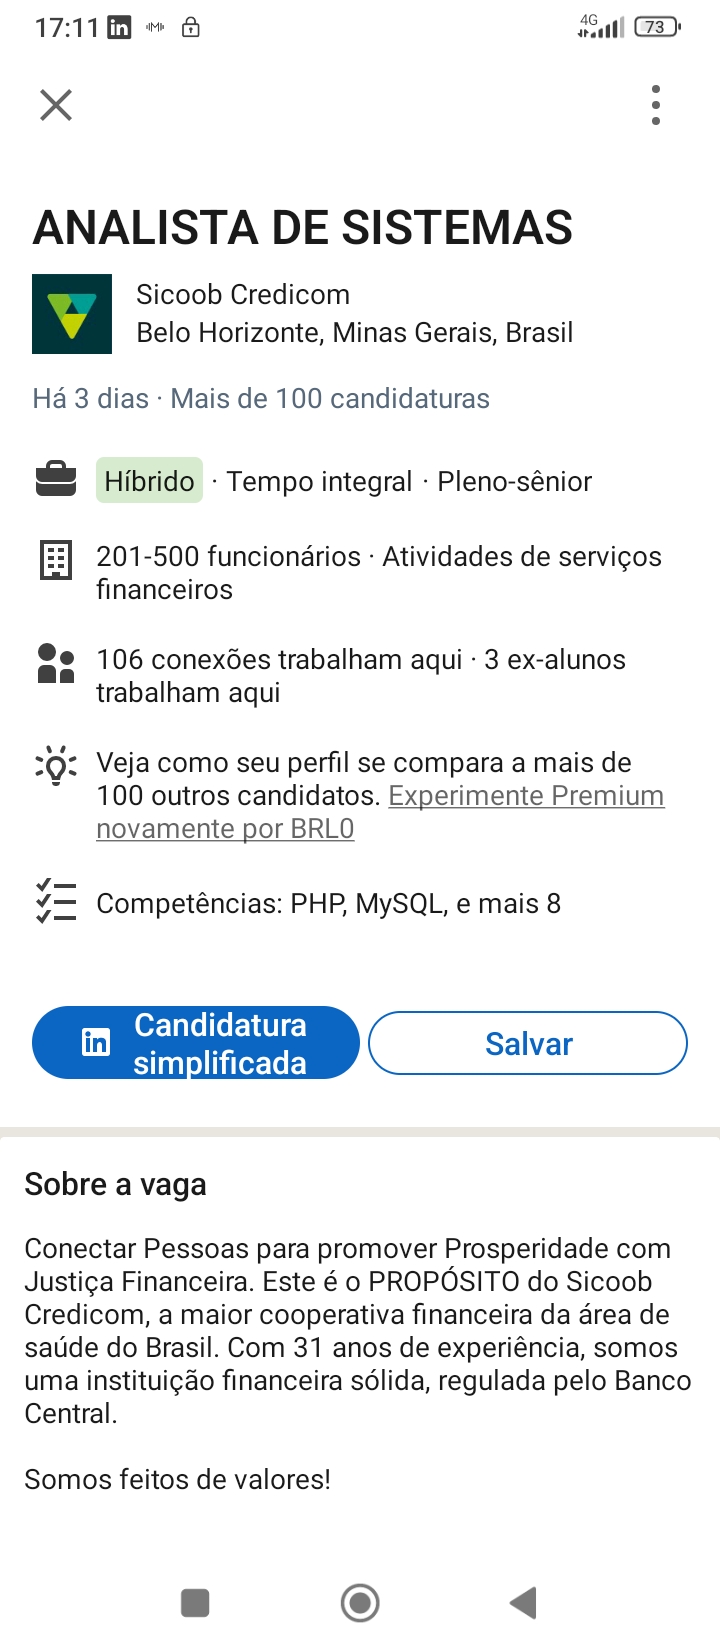 17:11
4G
73
ANALISTA DE SISTEMAS
Sicoob Credicom
Belo Horizonte, Minas Gerais, Brasil
Há 3 dias · Mais de 100 candidaturas
Híbrido · Tempo integral · Pleno-sênior
201-500 funcionários · Atividades de serviços
financeiros
106 conexões trabalham aqui · 3 ex-alunos
trabalham aqui
Veja como seu perfil se compara a mais de
100 outros candidatos. Experimente Premium
novamente por BRL0
Competências: PHP, MySQL, e mais 8
in Candidatura
simplificada
Salvar
Sobre a vaga
Conectar Pessoas para promover Prosperidade com
Justiça Financeira. Este é o PROPÓSITO do Sicoob
Credicom, a maior cooperativa financeira da área de
saúde do Brasil. Com 31 anos de experiência, somos
uma instituição financeira sólida, regulada pelo Banco
Central.
Somos feitos de valores!